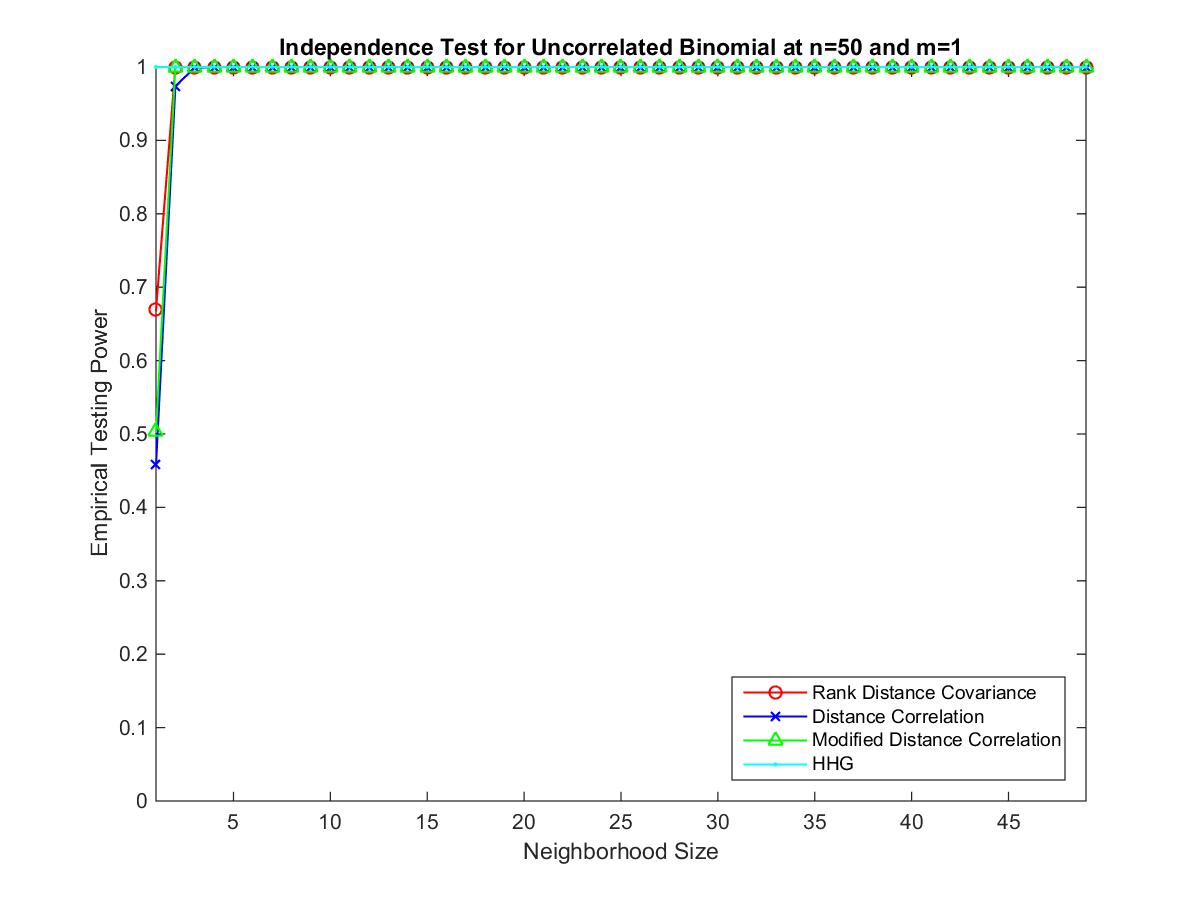 Independence Test for Uncorrelated Binomial at n=50 and m=1
1
0.9
0.8
0.7
0.6
0.5
0.4
0.3
0.2
0.1
0
Empirical Testing Power
Rank Distance Covariance
Distance Correlation
Modified Distance Correlation
HHG
5 10 15 20 25 30 35 40 45
Neighborhood Size